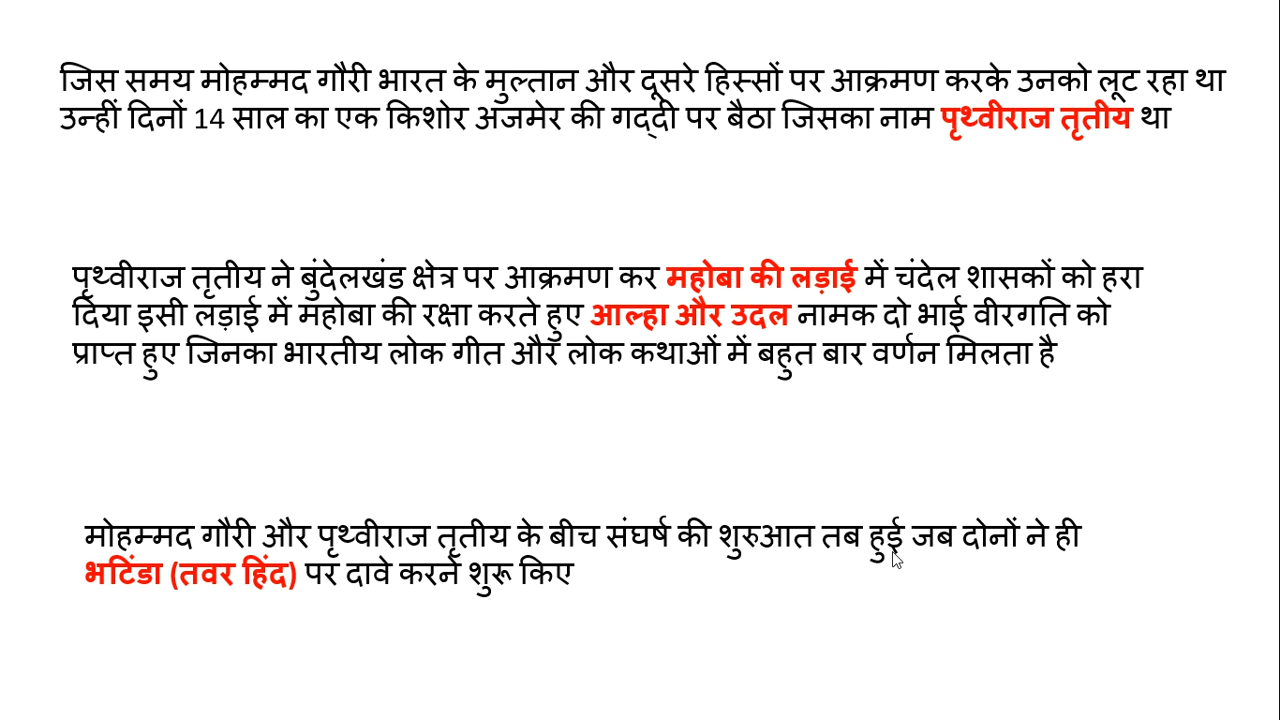 जिस समय मोहम्मद गौरी भारत के मुल्तान और दूसरे हिस्सों पर आक्रमण करके उनको लूट रहा था
उन्हीं दिनों 14 साल का एक किशोर अजमेर की गद्दी पर बैठा जिसका नाम पृथ्वीराज तृतीय था
पृथ्वीराज तृतीय ने बुंदेलखंड क्षेत्र पर आक्रमण कर महोबा की लड़ाई में चंदेल शासकों को हरा
दिया इसी लड़ाई में महोबा की रक्षा करते हुए आल्हा और उदल नामक दो भाई वीरगति को
प्राप्त हुए जिनका भारतीय लोक गीत और लोक कथाओं में बहुत बार वर्णन मिलता है
मोहम्मद गौरी और पृथ्वीराज तृतीय के बीच संघर्ष की शुरुआत तब हुई जब दोनों ने ही
भटिंडा (तवर हिंद) पर दावे करने शुरू किए